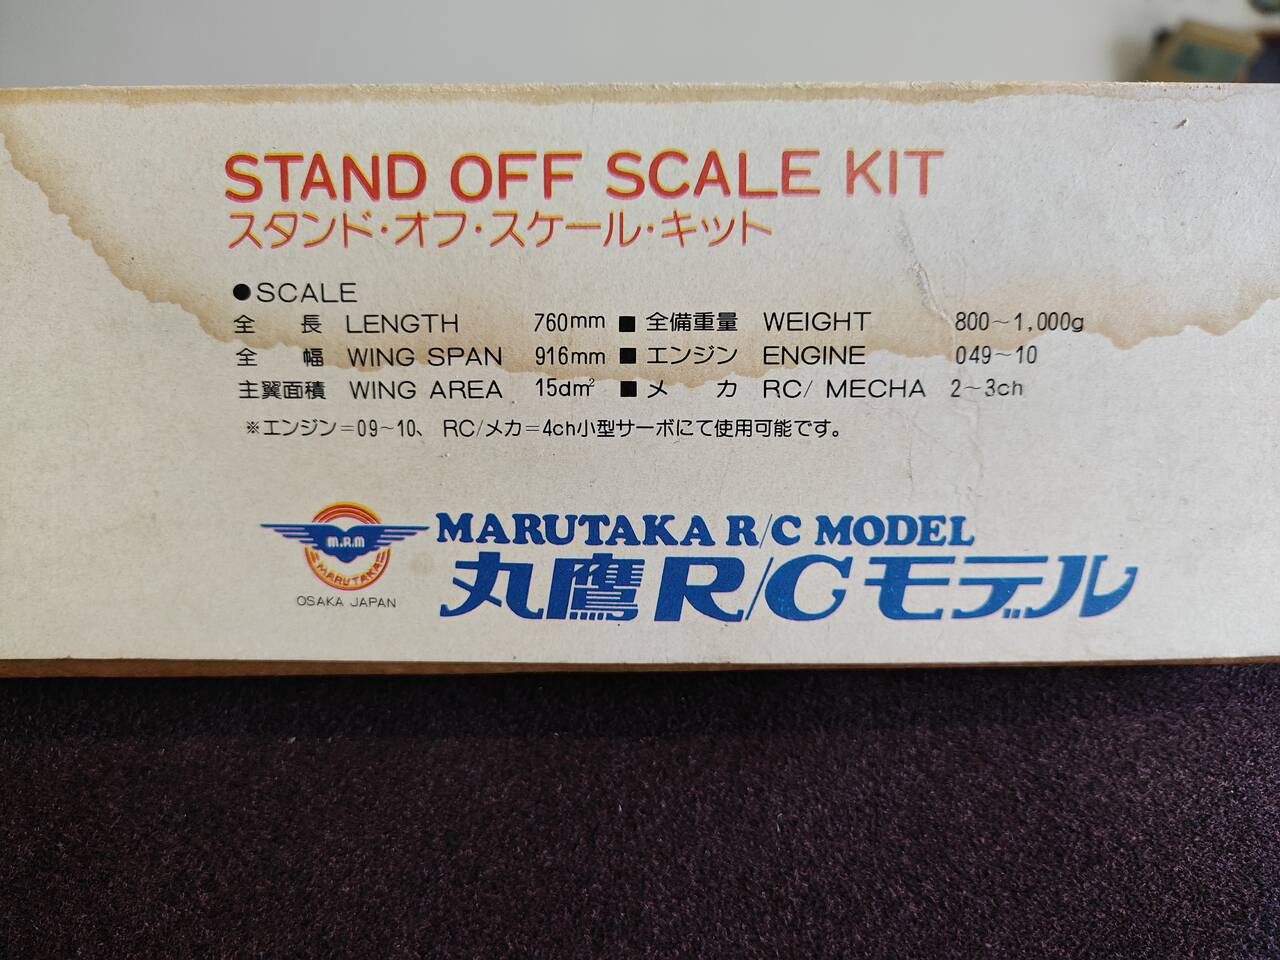 STAND OFF SCALE KIT
スタンド・オフ・スケール・キット
●SCALE
全長 LENGTH 760mm ■ 全備重量 WEIGHT 800～1,000g
全幅 WING SPAN 916mm ■ エンジン ENGINE 049～10
主翼面積 WING AREA 15dm² ■ メカ RC/ MECHA 2～3ch
※エンジン=09～10、 RC/メカ=4ch小型サーボにて使用可能です。
M.R.M
MARUTAKA
OSAKA JAPAN
MARUTAKA R/C MODEL
丸鷹 R/C モデル